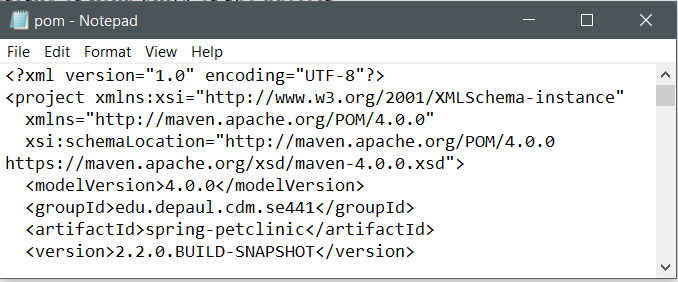 pom - Notepad
File Edit Format View Help
<?xml version="1.0" encoding="UTF-8"?>
<project xmlns:xsi="http://www.w3.org/2001/XMLSchema-instance"
  xmlns="http://maven.apache.org/POM/4.0.0"
  xsi:schemaLocation="http://maven.apache.org/POM/4.0.0
https://maven.apache.org/xsd/maven-4.0.0.xsd">
  <modelVersion>4.0.0</modelVersion>
  <groupId>edu.depaul.cdm.se441</groupId>
  <artifactId>spring-petclinic</artifactId>
  <version>2.2.0.BUILD-SNAPSHOT</version>